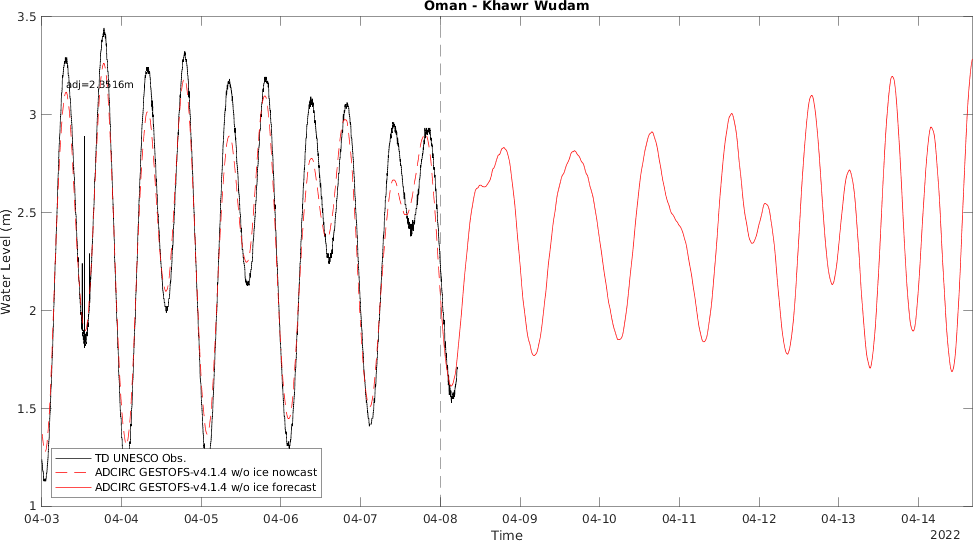 Oman - Khawr Wudam
3.5
adj=2.3516m
3
2.5
Water Level (m)
2
1.5
TD UNESCO Obs.
ADCIRC GESTOFS-v4.1.4 w/o ice nowcast
ADCIRC GESTOFS-v4.1.4 w/o ice forecast
1
04-03 04-04 04-05 04-06 04-07 04-08 04-09 04-10 04-11 04-12 04-13 04-14
Time
2022